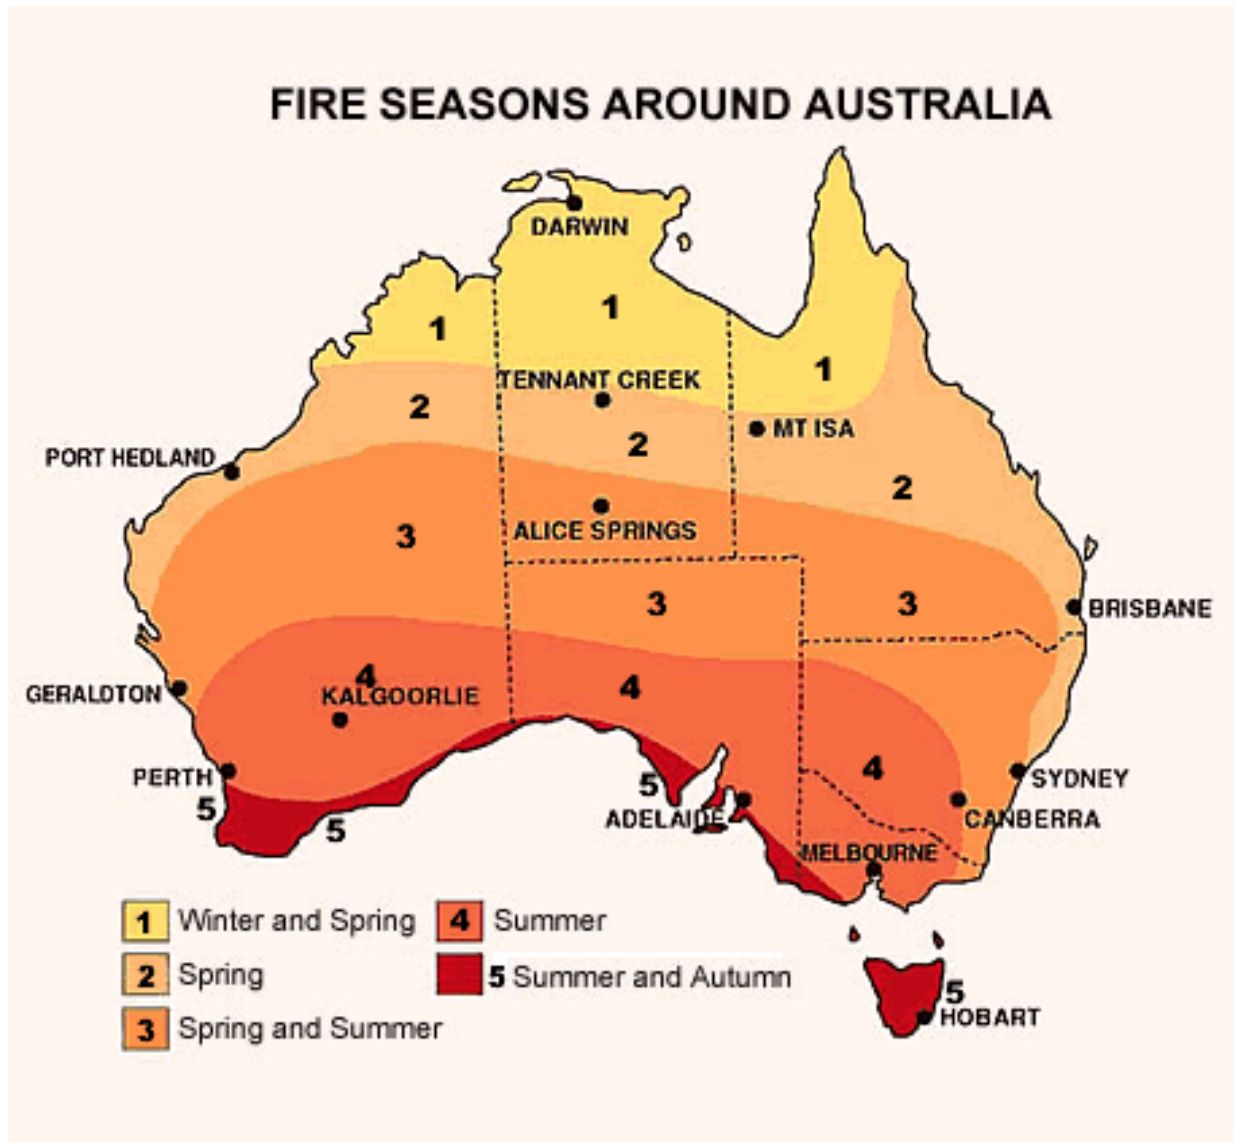 FIRE SEASONS AROUND AUSTRALIA
DARWIN
1
1
1
TENNANT CREEK
2
MT ISA
2
PORT HEDLAND
2
ALICE SPRINGS
3
3
3
BRISBANE
4
KALGOORLIE
4
GERALDTON
4
PERTH
SYDNEY
5
5
5
ADELAIDE
CANBERRA
MELBOURNE
1 Winter and Spring
4 Summer
2 Spring
5 Summer and Autumn
3 Spring and Summer
5
HOBART